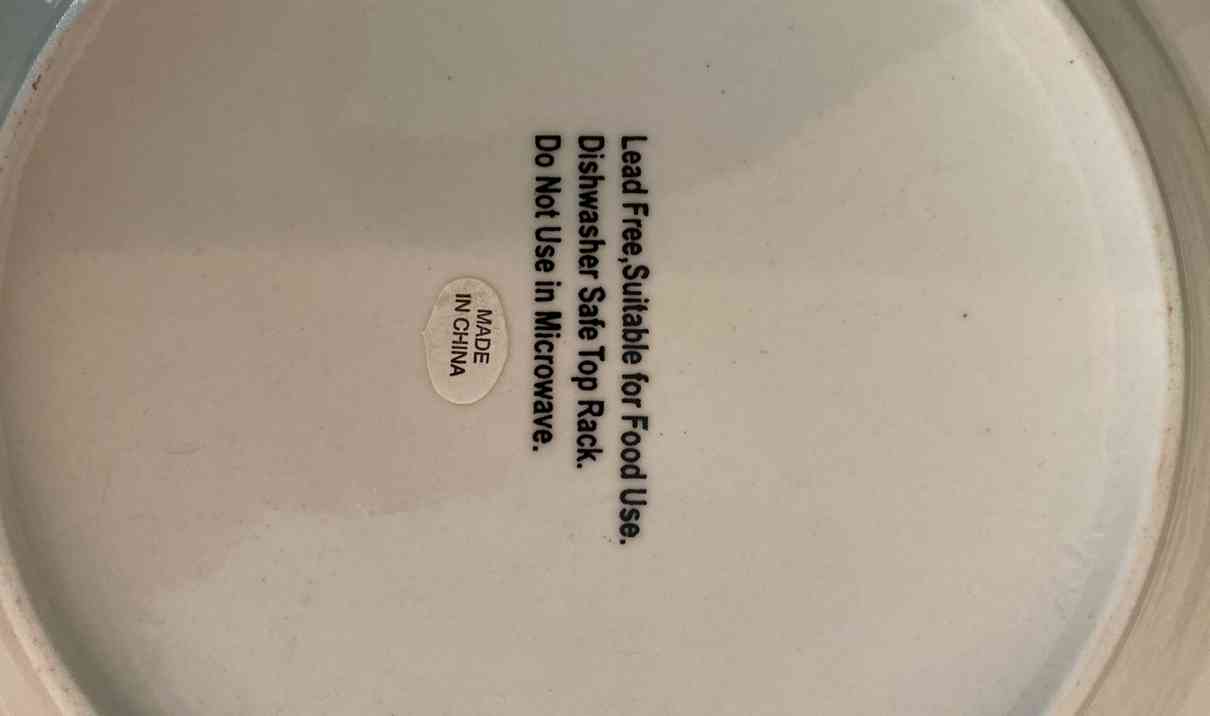 Lead Free,Suitable for Food Use.
Dishwasher Safe Top Rack.
Do Not Use in Microwave.
MADE
IN CHINA